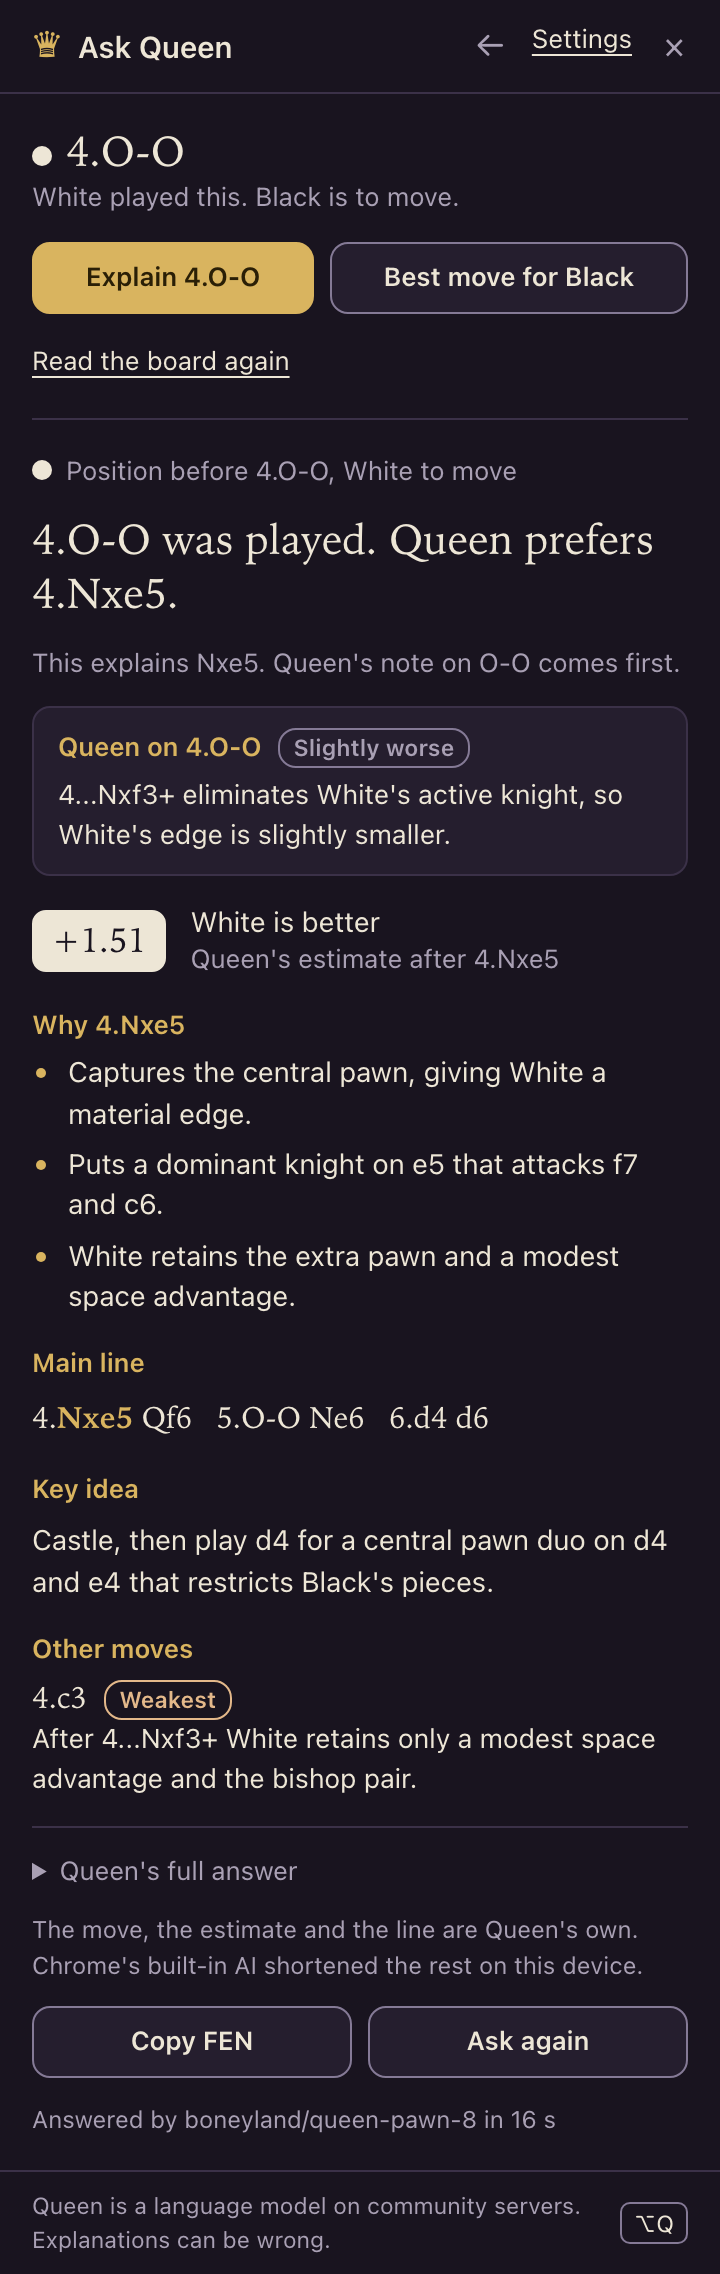 Ask Queen
← Settings ×
4.O-O
White played this. Black is to move.
Explain 4.O-O
Best move for Black
Read the board again
Position before 4.O-O, White to move
4.O-O was played. Queen prefers
4.Nxe5.
This explains Nxe5. Queen's note on O-O comes first.
Queen on 4.O-O Slightly worse
4...Nxf3+ eliminates White's active knight, so
White's edge is slightly smaller.
+1.51
White is better
Queen's estimate after 4.Nxe5
Why 4.Nxe5
• Captures the central pawn, giving White a
material edge.
• Puts a dominant knight on e5 that attacks f7
and c6.
• White retains the extra pawn and a modest
space advantage.
Main line
4.Nxe5 Qf6 5.O-O Ne6 6.d4 d6
Key idea
Castle, then play d4 for a central pawn duo on d4
and e4 that restricts Black's pieces.
Other moves
4.c3 Weakest
After 4...Nxf3+ White retains only a modest space
advantage and the bishop pair.
▶ Queen's full answer
The move, the estimate and the line are Queen's own.
Chrome's built-in AI shortened the rest on this device.
Copy FEN
Ask again
Answered by boneyland/queen-pawn-8 in 16 s
Queen is a language model on community servers.
Explanations can be wrong.
⌥Q